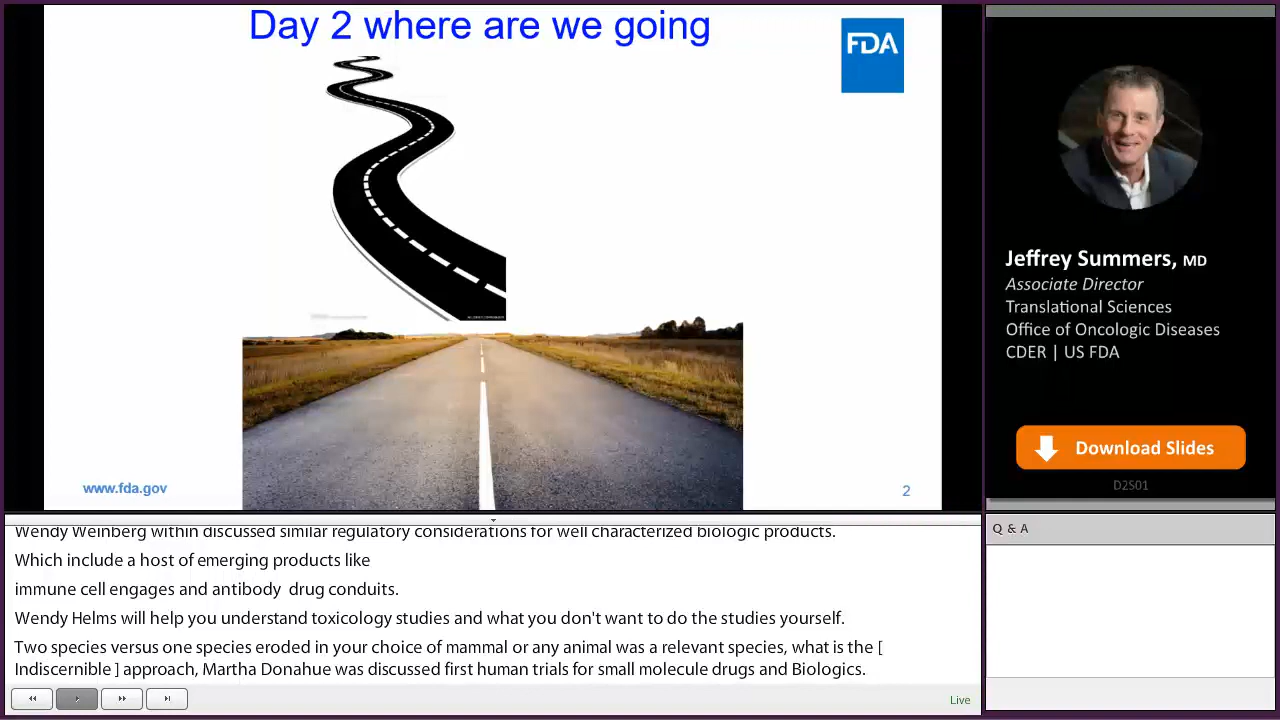 Day 2 where are we going
FDA
www.fda.gov
2
Jeffrey Summers, MD
Associate Director
Translational Sciences
Office of Oncologic Diseases
CDER | US FDA
Download Slides
D2S01
Wendy Weinberg within discussed similar regulatory considerations for well characterized biologic products.
Which include a host of emerging products like
immune cell engages and antibody drug conduits.
Wendy Helms will help you understand toxicology studies and what you don't want to do the studies yourself.
Two species versus one species eroded in your choice of mammal or any animal was a relevant species, what is the [
Indiscernible ] approach, Martha Donahue was discussed first human trials for small molecule drugs and Biologics.
Live
Q & A